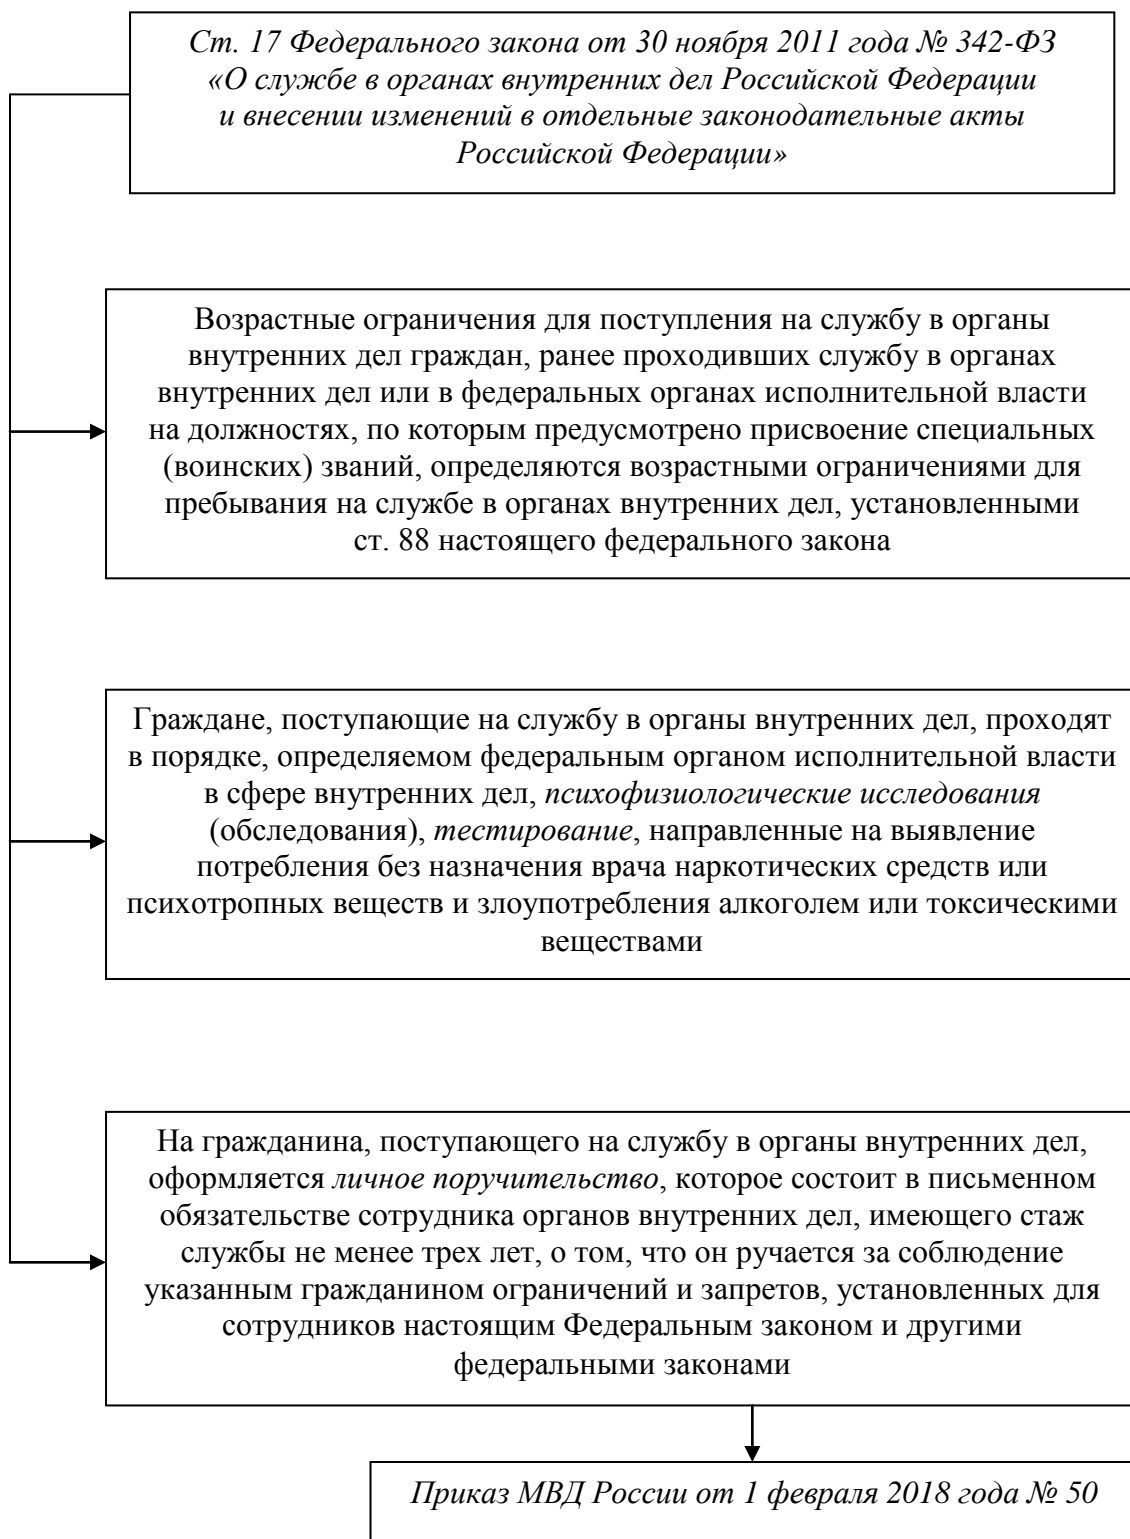 Ст. 17 Федерального закона от 30 ноября 2011 года № 342-ФЗ
«О службе в органах внутренних дел Российской Федерации
и внесении изменений в отдельные законодательные акты
Российской Федерации»
Возрастные ограничения для поступления на службу в органы
внутренних дел граждан, ранее проходивших службу в органах
внутренних дел или в федеральных органах исполнительной власти
на должностях, по которым предусмотрено присвоение специальных
(воинских) званий, определяются возрастными ограничениями для
пребывания на службе в органах внутренних дел, установленными
ст. 88 настоящего федерального закона
Граждане, поступающие на службу в органы внутренних дел, проходят
в порядке, определяемом федеральным органом исполнительной власти
в сфере внутренних дел, психофизиологические исследования
(обследования), тестирование, направленные на выявление
потребления без назначения врача наркотических средств или
психотропных веществ и злоупотребления алкоголем или токсическими
веществами
На гражданина, поступающего на службу в органы внутренних дел,
оформляется личное поручительство, которое состоит в письменном
обязательстве сотрудника органов внутренних дел, имеющего стаж
службы не менее трех лет, о том, что он ручается за соблюдение
указанным гражданином ограничений и запретов, установленных для
сотрудников настоящим Федеральным законом и другими
федеральными законами
Приказ МВД России от 1 февраля 2018 года № 50